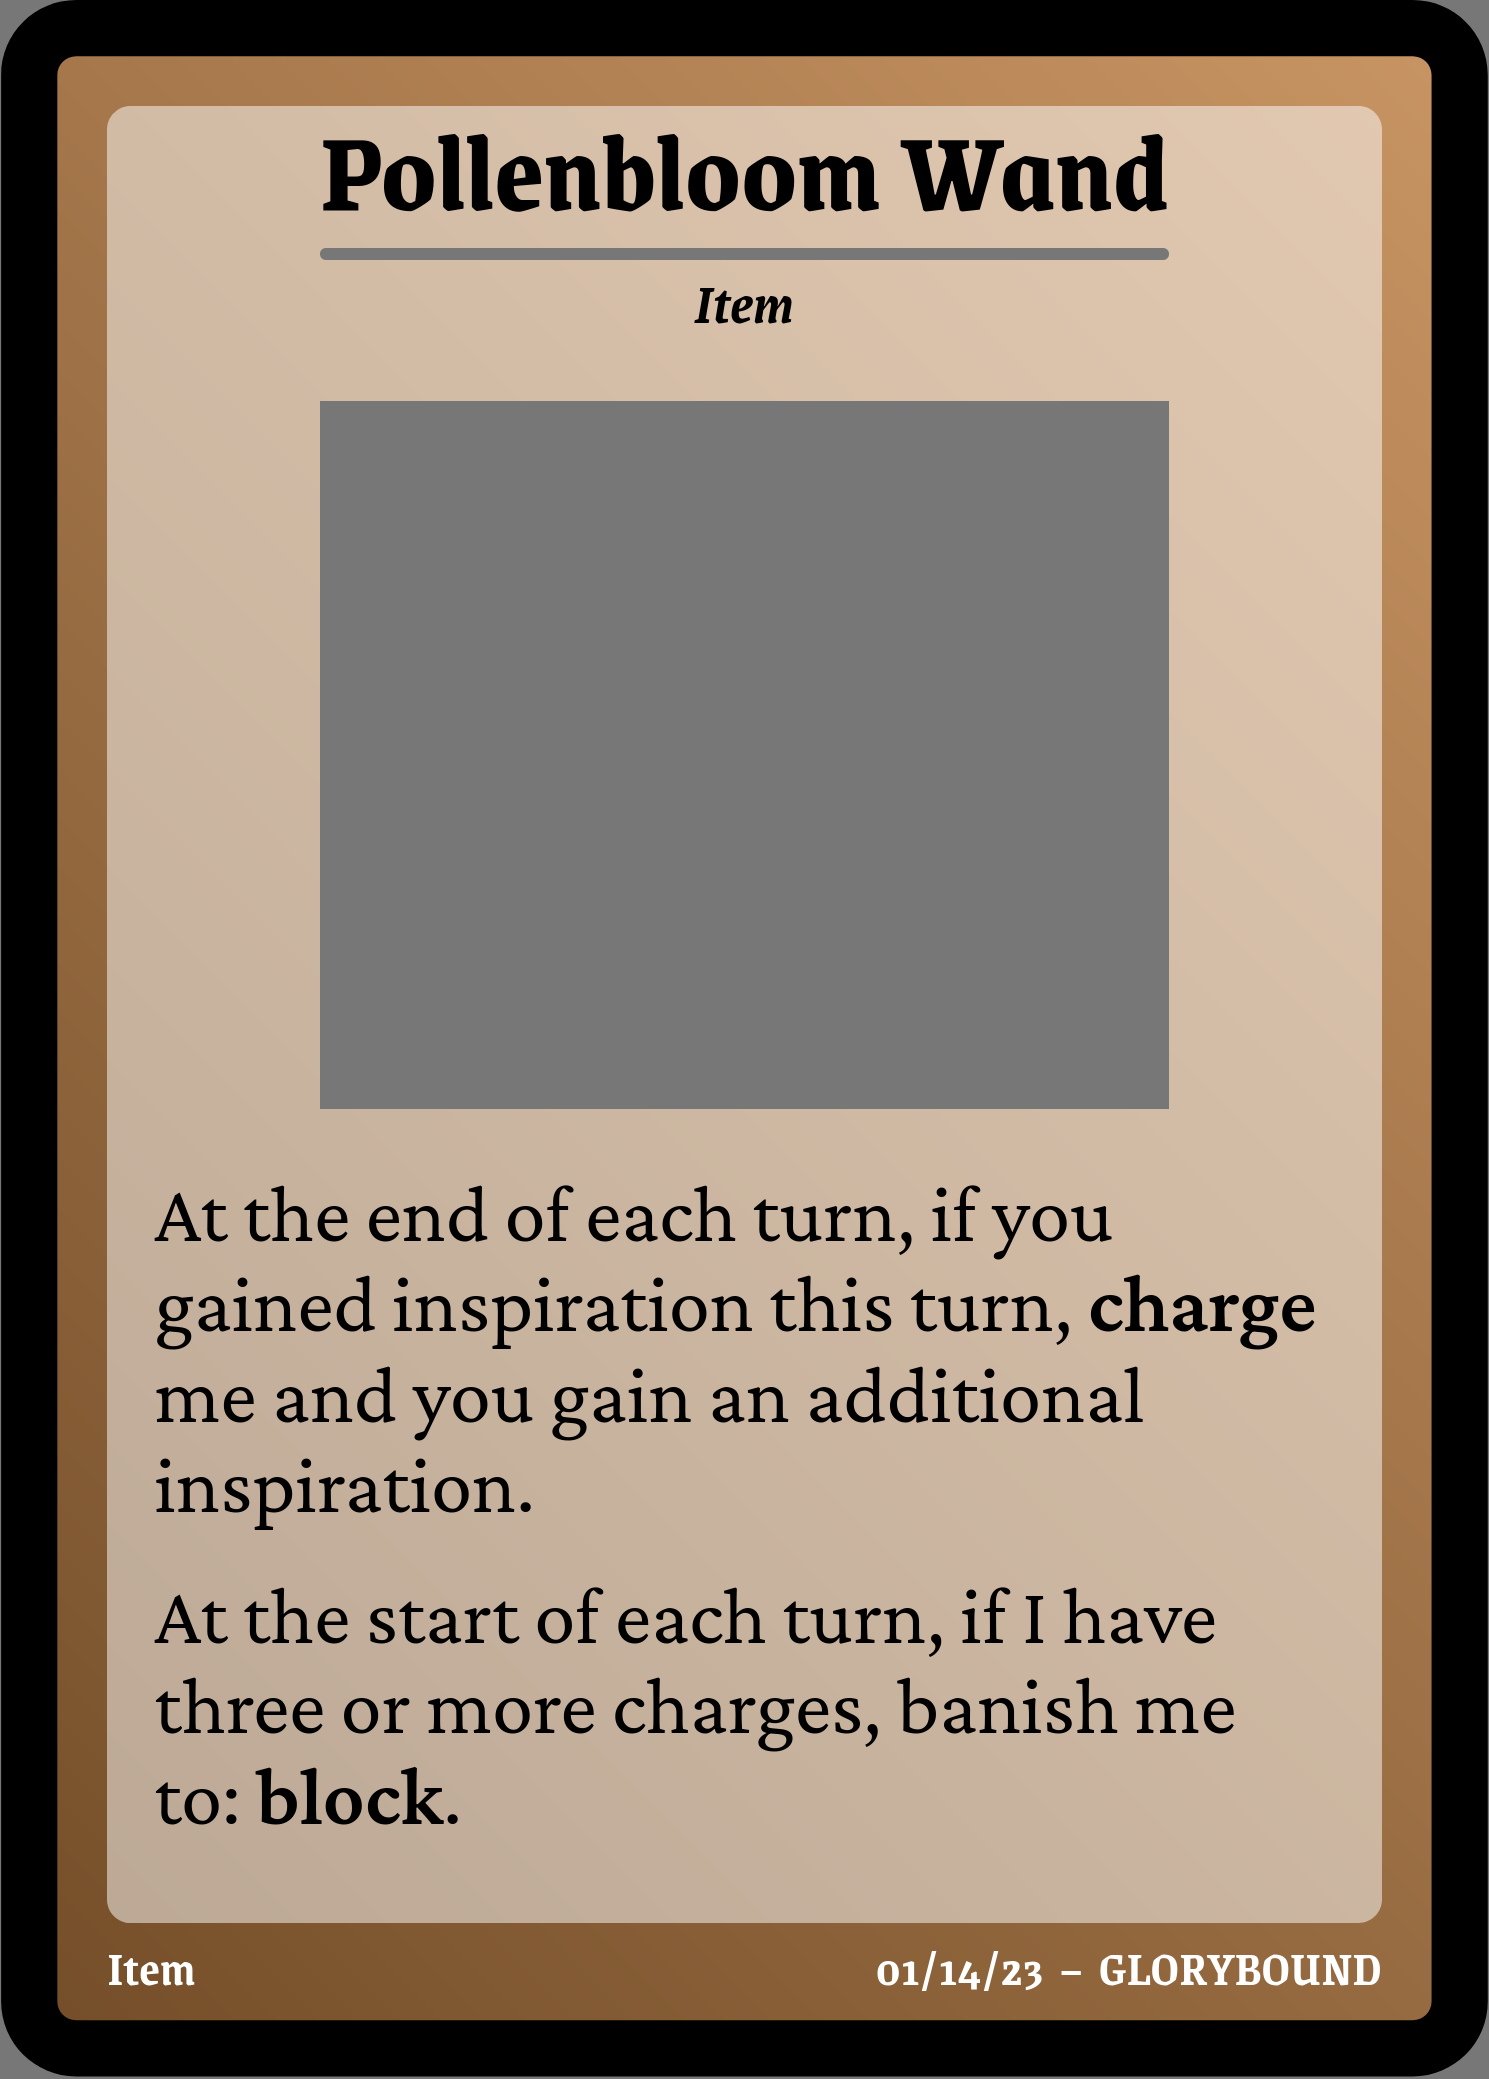 Pollenbloom Wand
Item
At the end of each turn, if you
gained inspiration this turn, charge
me and you gain an additional
inspiration.
At the start of each turn, if I have
three or more charges, banish me
to: block.
Item
01/14/23 – GLORYBOUND